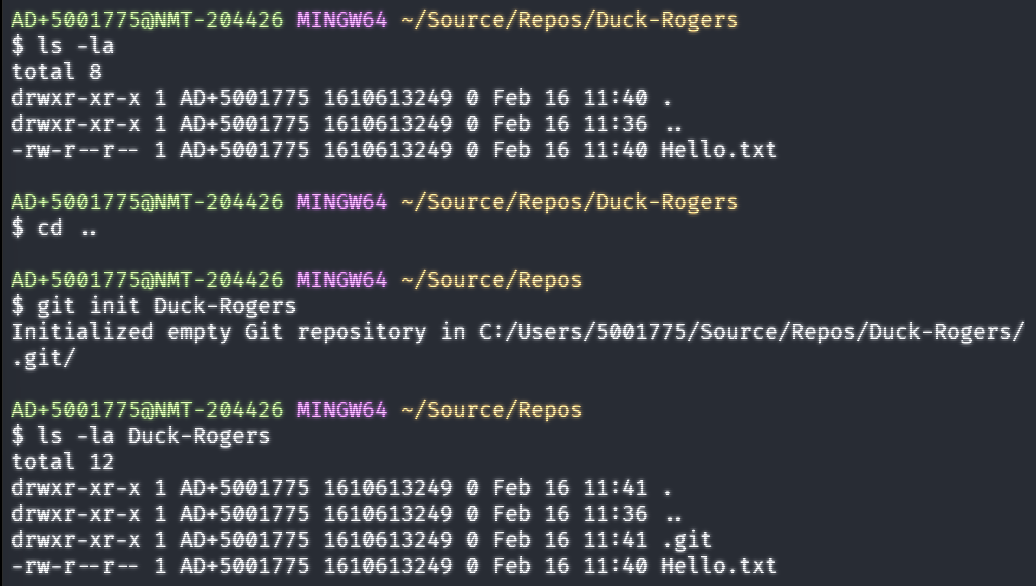 AD+5001775@NMT-204426 MINGW64 ~/Source/Repos/Duck-Rogers
$ ls -la
total 8
drwxr-xr-x 1 AD+5001775 1610613249 0 Feb 16 11:40 .
drwxr-xr-x 1 AD+5001775 1610613249 0 Feb 16 11:36 ..
-rw-r--r-- 1 AD+5001775 1610613249 0 Feb 16 11:40 Hello.txt
AD+5001775@NMT-204426 MINGW64 ~/Source/Repos/Duck-Rogers
$ cd ..
AD+5001775@NMT-204426 MINGW64 ~/Source/Repos
$ git init Duck-Rogers
Initialized empty Git repository in C:/Users/5001775/Source/Repos/Duck-Rogers/
.git/
AD+5001775@NMT-204426 MINGW64 ~/Source/Repos
$ ls -la Duck-Rogers
total 12
drwxr-xr-x 1 AD+5001775 1610613249 0 Feb 16 11:41 .
drwxr-xr-x 1 AD+5001775 1610613249 0 Feb 16 11:36 ..
drwxr-xr-x 1 AD+5001775 1610613249 0 Feb 16 11:41 .git
-rw-r--r-- 1 AD+5001775 1610613249 0 Feb 16 11:40 Hello.txt